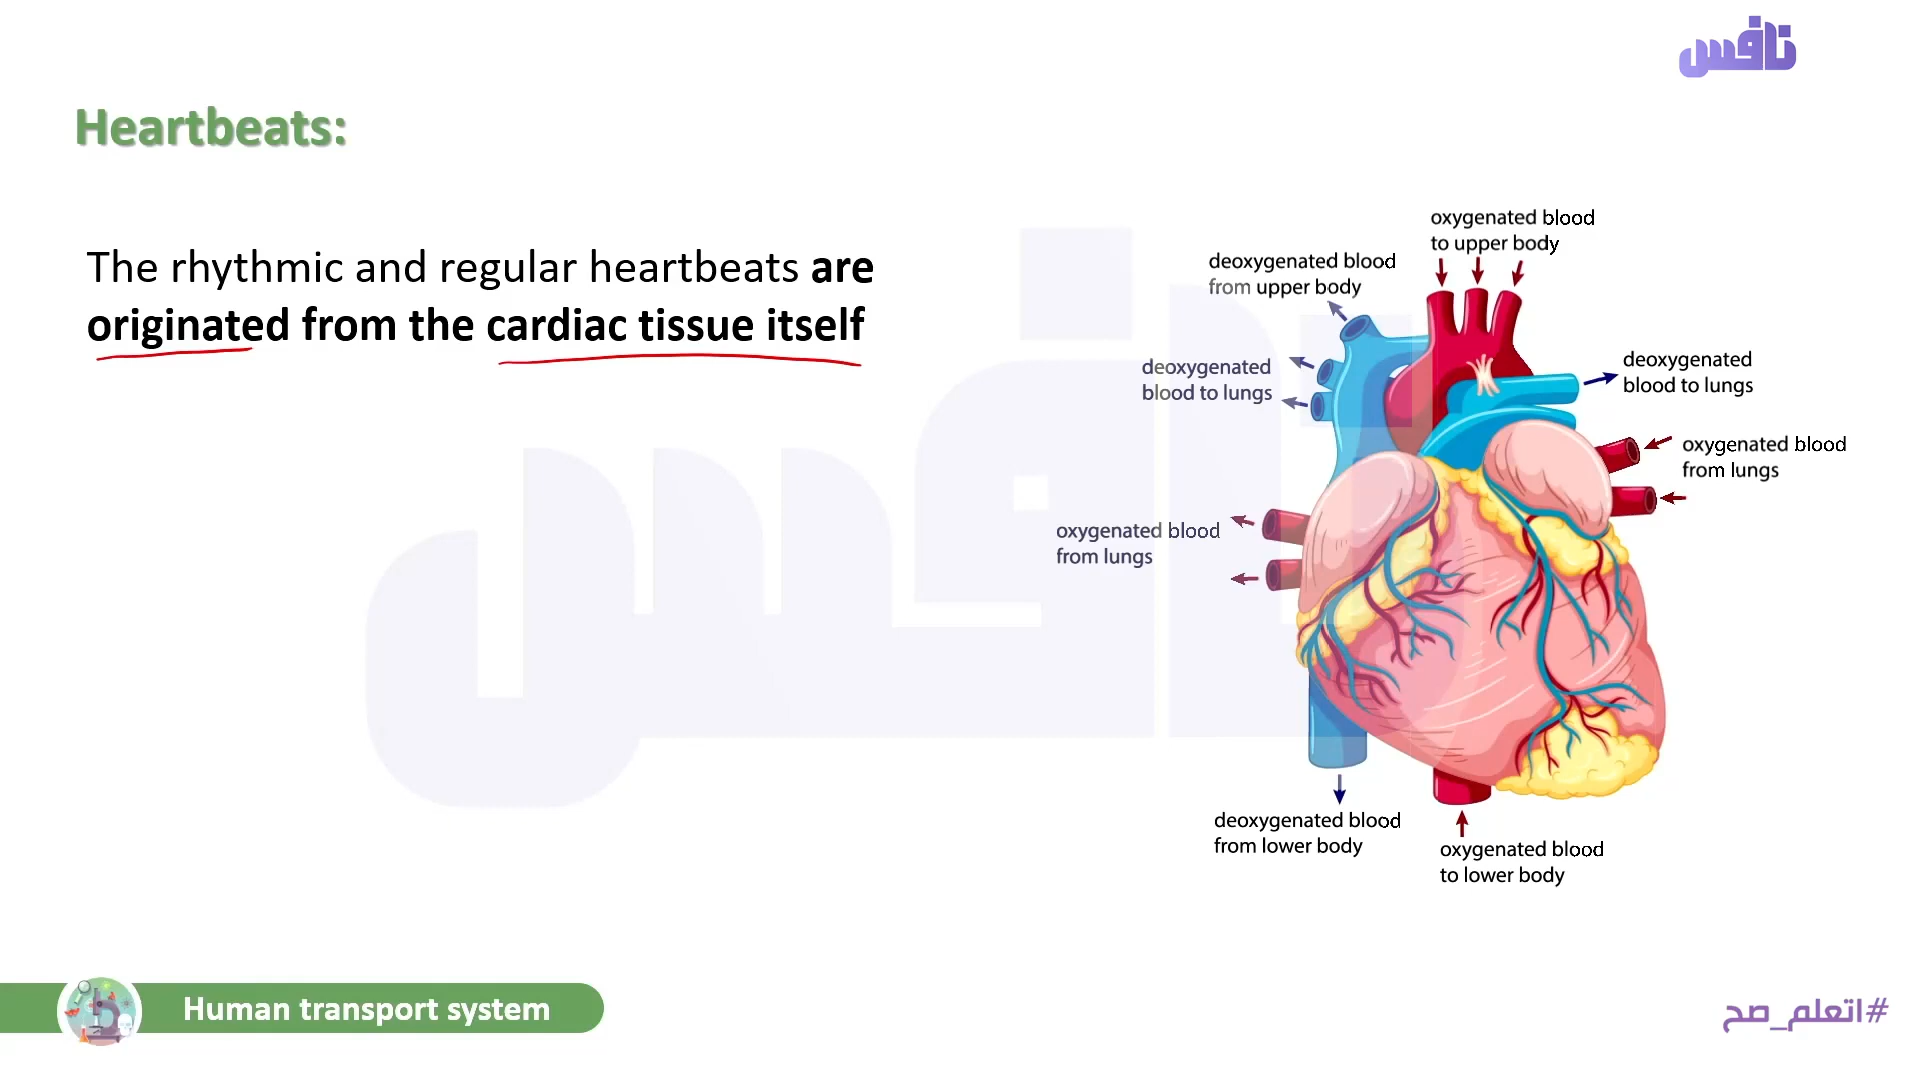 نافس
Heartbeats:
The rhythmic and regular heartbeats are
originated from the cardiac tissue itself
oxygenated blood
to upper body
deoxygenated blood
from upper body
deoxygenated
blood to lungs
deoxygenated
blood to lungs
oxygenated blood
from lungs
oxygenated blood
from lungs
deoxygenated blood
from lower body
oxygenated blood
to lower body
Human transport system
#اتعلم_صح